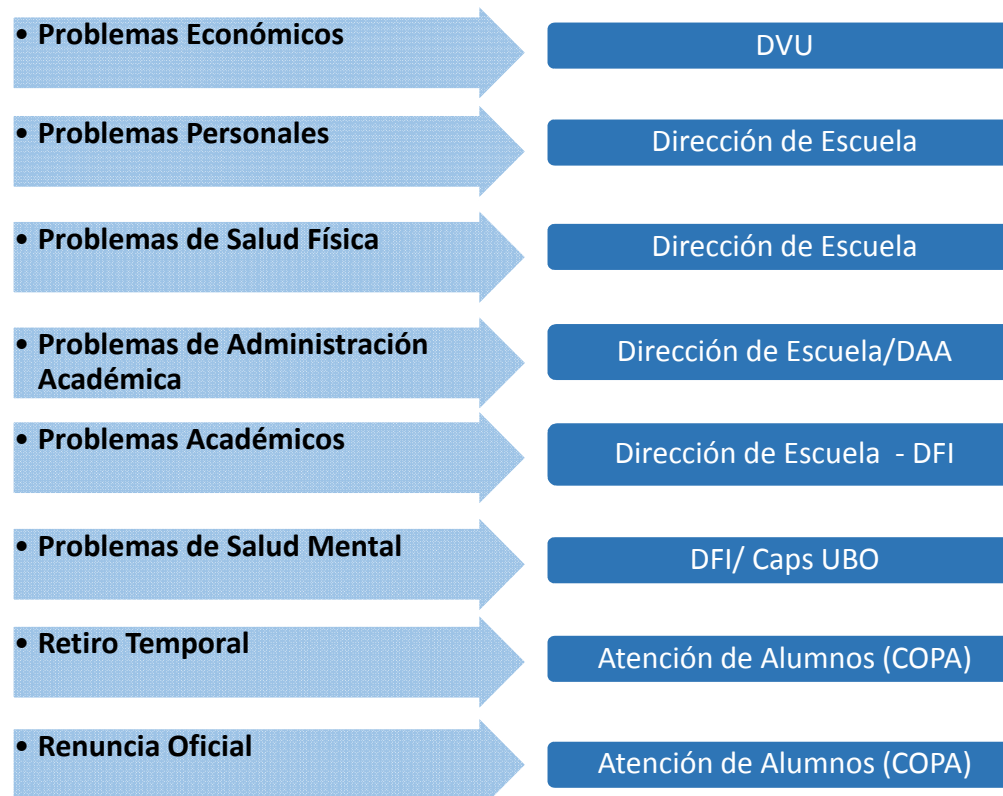 • Problemas Económicos
DVU
• Problemas Personales
Dirección de Escuela
• Problemas de Salud Física
Dirección de Escuela
• Problemas de Administración
Académica
Dirección de Escuela/DAA
• Problemas Académicos
Dirección de Escuela - DFI
• Problemas de Salud Mental
DFI/ Caps UBO
• Retiro Temporal
Atención de Alumnos (COPA)
• Renuncia Oficial
Atención de Alumnos (COPA)